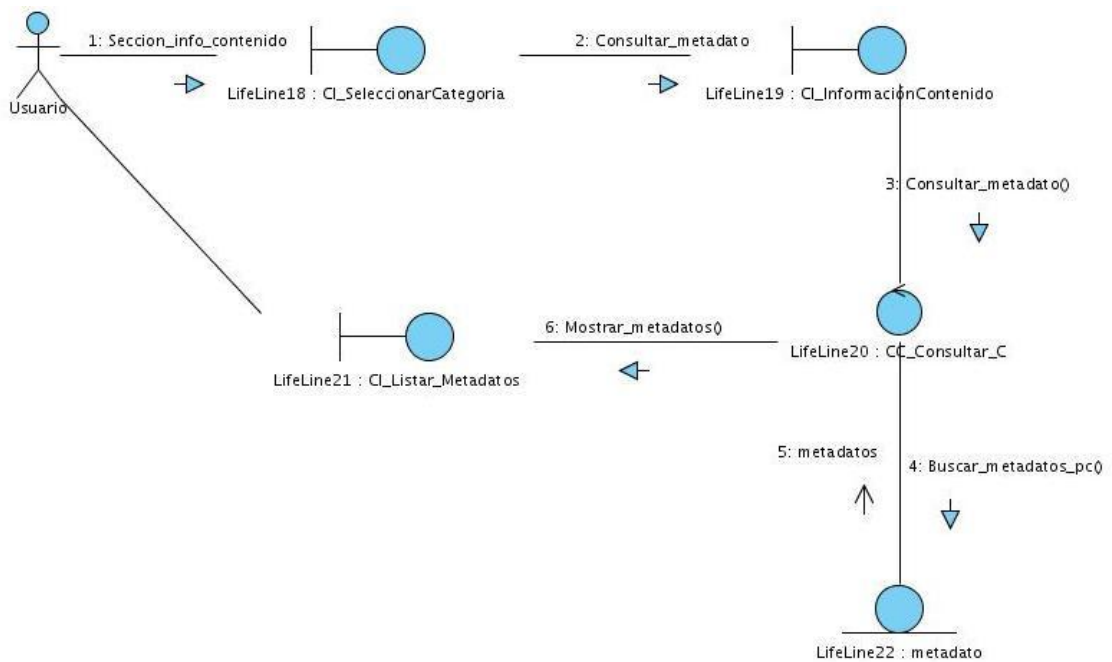 1: Seccion_info_contenido
2: Consultar_metadato
Usuario
LifeLine18 : CI_SeleccionarCategoria
LifeLine19 : CI_InformaciónContenido
3: Consultar_metadato()
6: Mostrar_metadatos()
LifeLine20 : CC_Consultar_C
LifeLine21 : CI_Listar_Metadatos
5: metadatos
4: Buscar_metadatos_pc()
LifeLine22 : metadato